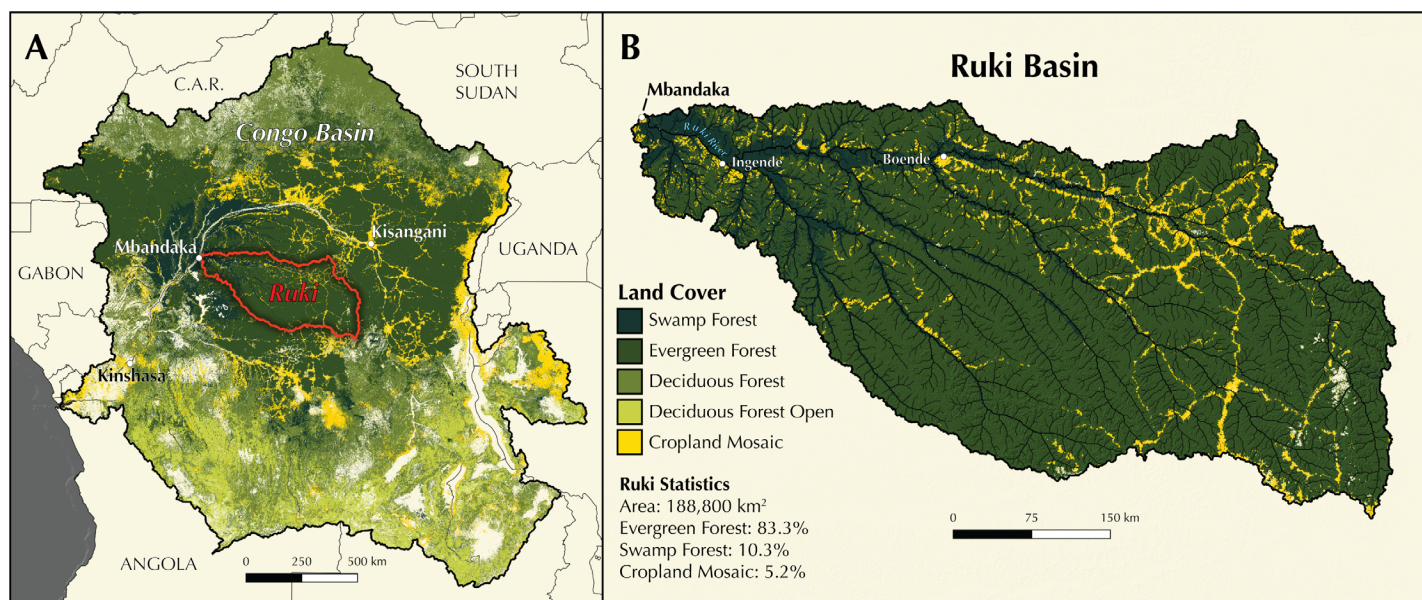 A
C.A.R.
SOUTH
SUDAN
Congo Basin
Kisangani
Mbandaka
UGANDA
GABON
Ruki
Kinshasa
ANGOLA
0 250 500 km
B
Ruki Basin
Mbandaka
Ruki River
Ingende
Boende
Land Cover
Swamp Forest
Evergreen Forest
Deciduous Forest
Deciduous Forest Open
Cropland Mosaic
Ruki Statistics
Area: 188,800 km²
Evergreen Forest: 83.3%
Swamp Forest: 10.3%
Cropland Mosaic: 5.2%
0 75 150 km